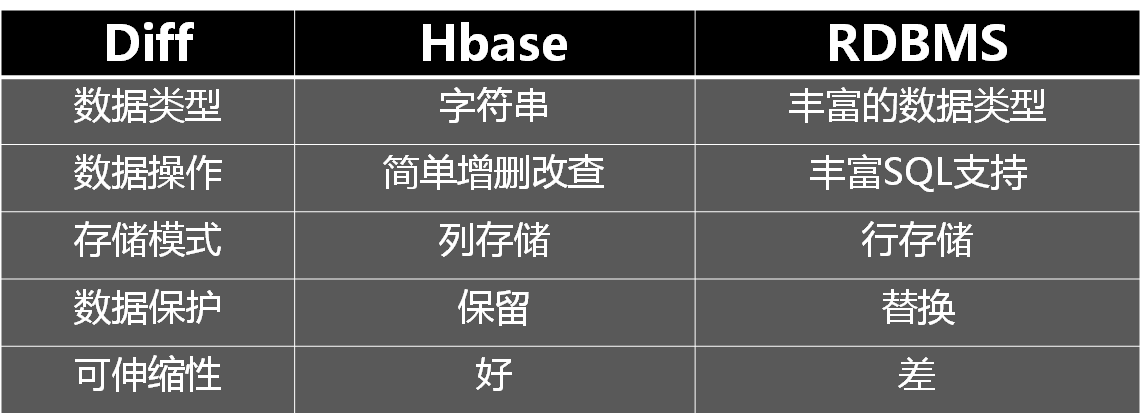 Diff Hbase RDBMS
数据类型 字符串 丰富的数据类型
数据操作 简单增删改查 丰富SQL支持
存储模式 列存储 行存储
数据保护 保留 替换
可伸缩性 好 差